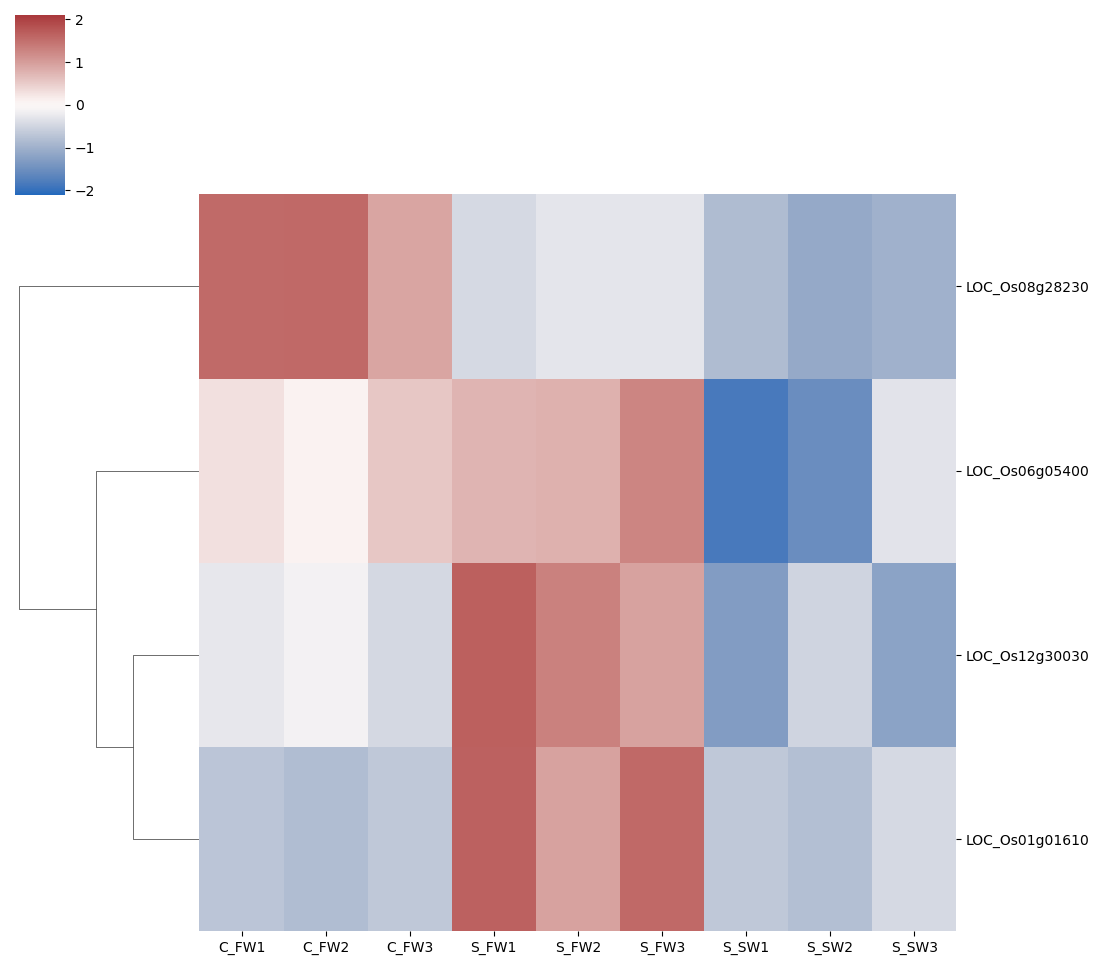 2
1
0
−1
−2
LOC_Os08g28230
LOC_Os06g05400
LOC_Os12g30030
LOC_Os01g01610
C_FW1 C_FW2 C_FW3 S_FW1 S_FW2 S_FW3 S_SW1 S_SW2 S_SW3